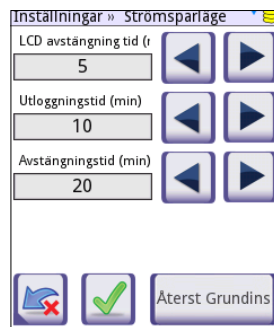 Inställningar » Strömsparläge
LCD avstängning tid (r
5
Utloggningstid (min)
10
Avstängningstid (min)
20
Återst Grundins